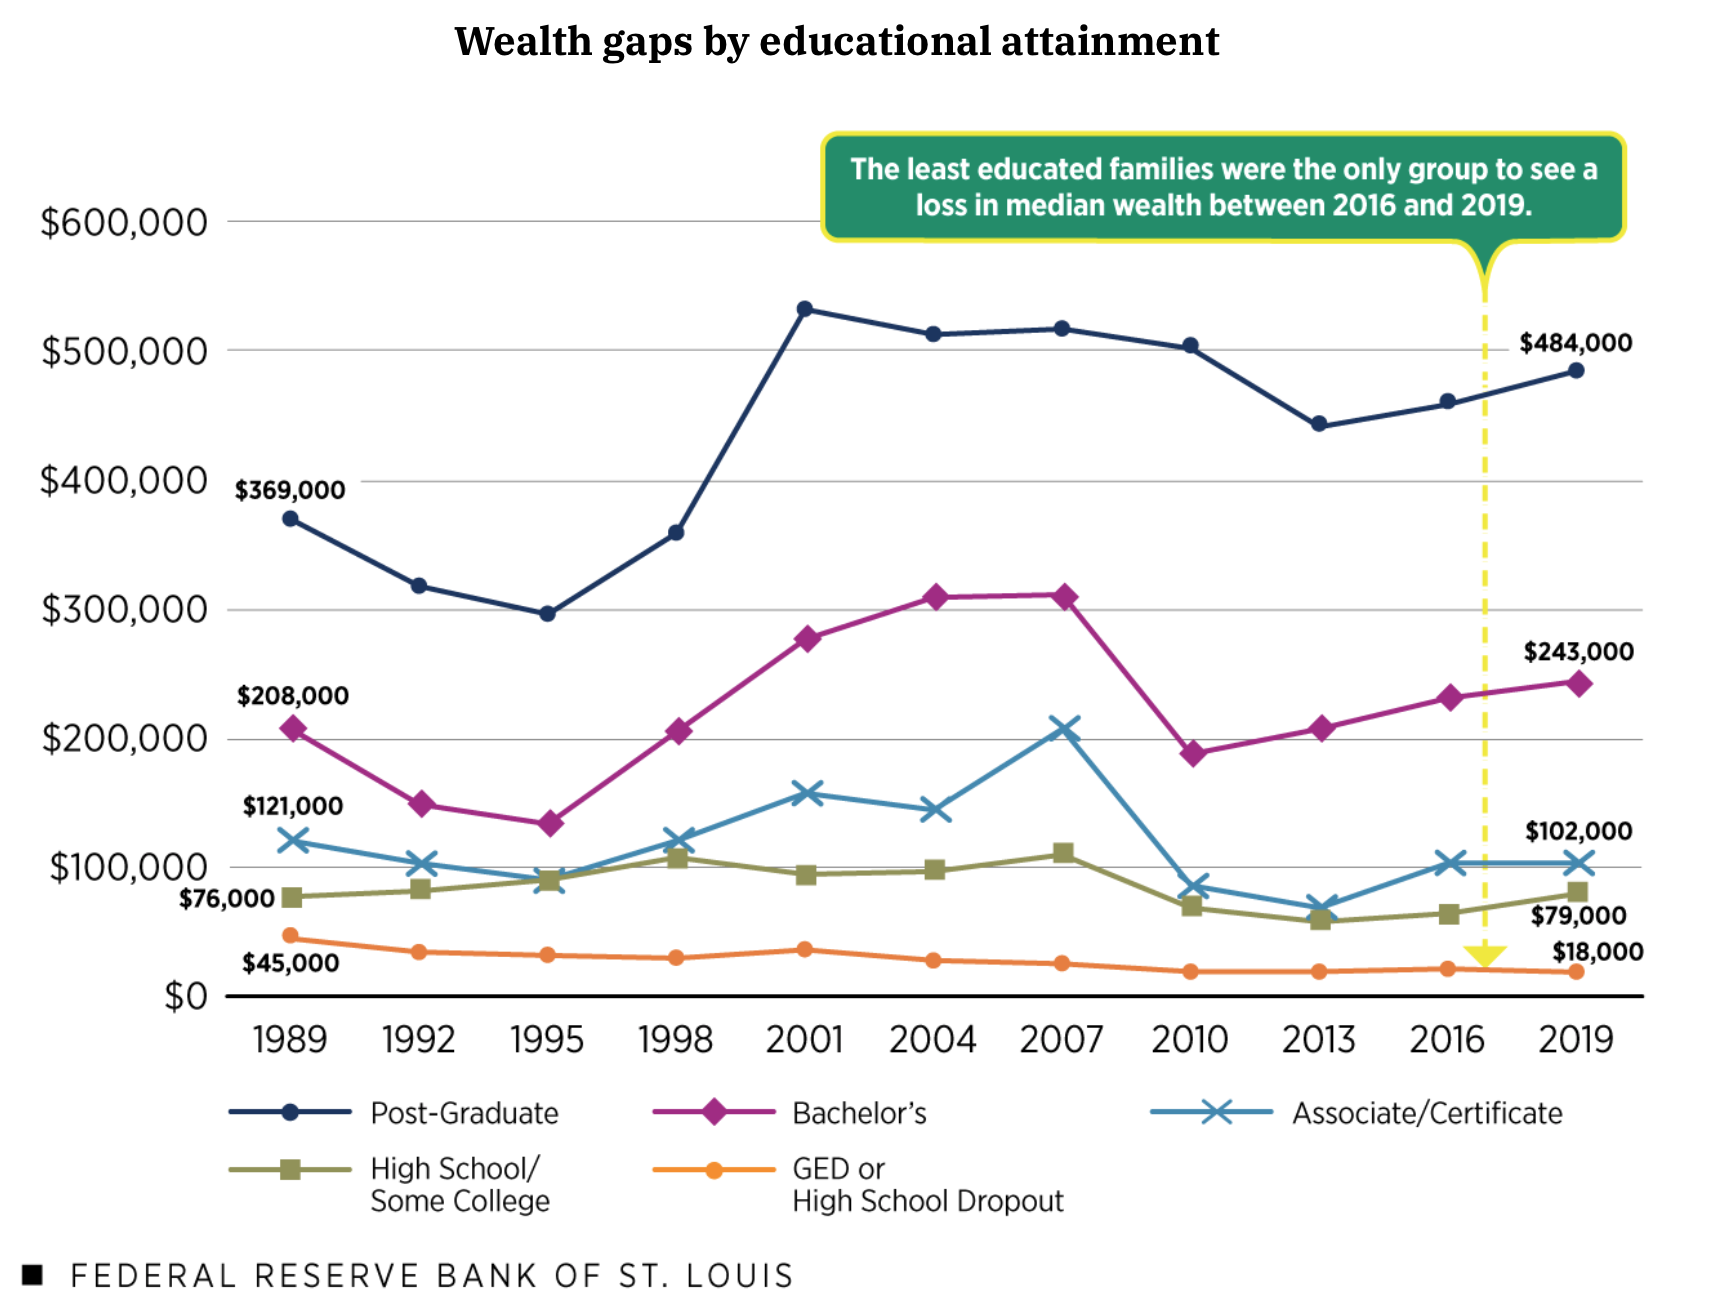 Wealth gaps by educational attainment
The least educated families were the only group to see a
loss in median wealth between 2016 and 2019.
$600,000
$500,000
$400,000
$300,000
$200,000
$100,000
$0
$369,000
$208,000
$121,000
$76,000
$45,000
$484,000
$243,000
$102,000
$79,000
$18,000
1989 1992 1995 1998 2001 2004 2007 2010 2013 2016 2019
Post-Graduate
Bachelor’s
Associate/Certificate
High School/
Some College
GED or
High School Dropout
FEDERAL RESERVE BANK OF ST. LOUIS